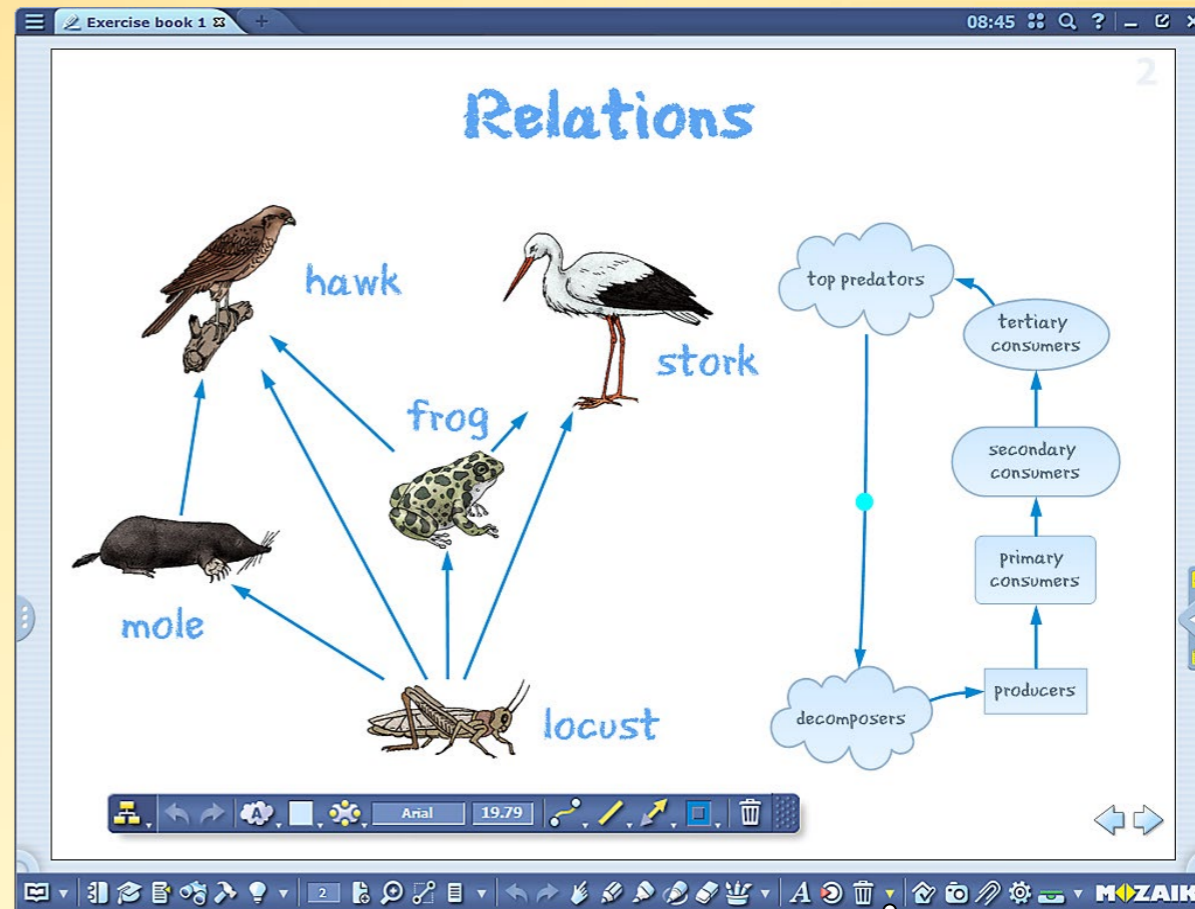 Exercise book 1
08:45
2
Relations
hawk
stork
frog
mole
locust
top predators
tertiary
consumers
secondary
consumers
primary
consumers
producers
decomposers
A
Arial
19.79
2
A
MOZAIK